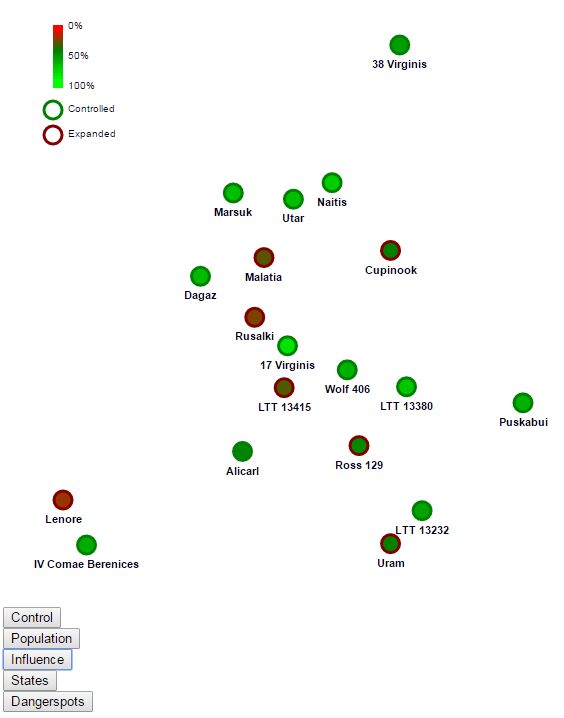 0%
50%
100%
Controlled
Expanded
38 Virginis
Naitis
Marsuk
Utar
Cupinook
Malatia
Dagaz
Rusalki
17 Virginis
Wolf 406
LTT 13415
LTT 13380
Puskabui
Ross 129
Alicarl
Lenore
LTT 13232
IV Comae Berenices
Uram
Control
Population
Influence
States
Dangerspots